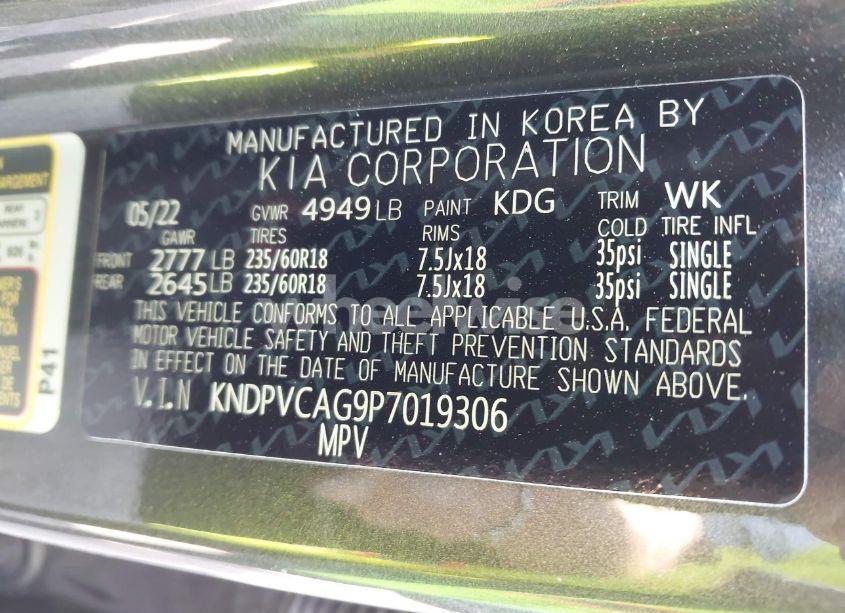 MANUFACTURED IN KOREA BY
KIA CORPORATION
05/22 GVWR 4949 LB PAINT KDG TRIM WK
GAWR TIRES RIMS COLD TIRE INFL
FRONT 2777 LB 235/60R18 7.5Jx18 35psi SINGLE
REAR 2645 LB 235/60R18 7.5Jx18 35psi SINGLE
THIS VEHICLE CONFORMS TO ALL APPLICABLE U.S.A. FEDERAL
MOTOR VEHICLE SAFETY AND THEFT PREVENTION STANDARDS
IN EFFECT ON THE DATE OF MANUFACTURE SHOWN ABOVE.
V.I.N KNDPVCAG9P7019306
MPV
P41